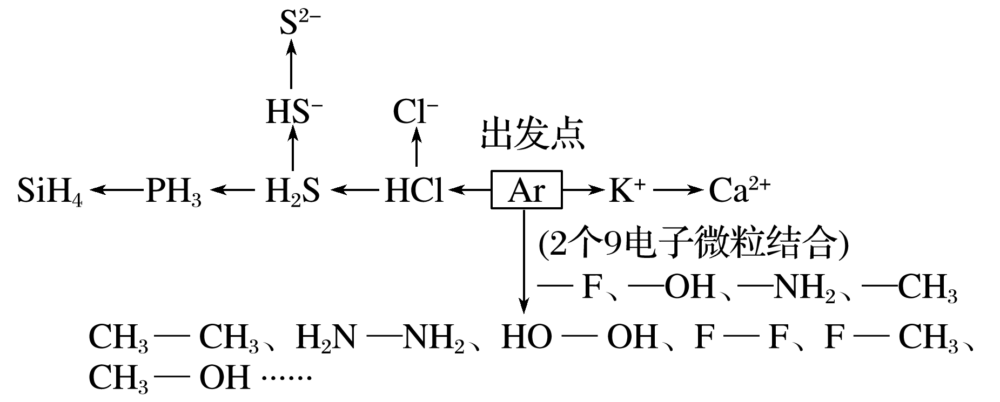 S²⁻
HS⁻ Cl⁻
出发点
SiH₄ ← PH₃ ← H₂S ← HCl ← Ar → K⁺ → Ca²⁺
(2个9电子微粒结合)
— F、—OH、—NH₂、—CH₃
CH₃ — CH₃、H₂N —NH₂、HO — OH、F — F、F — CH₃、
CH₃ — OH ……